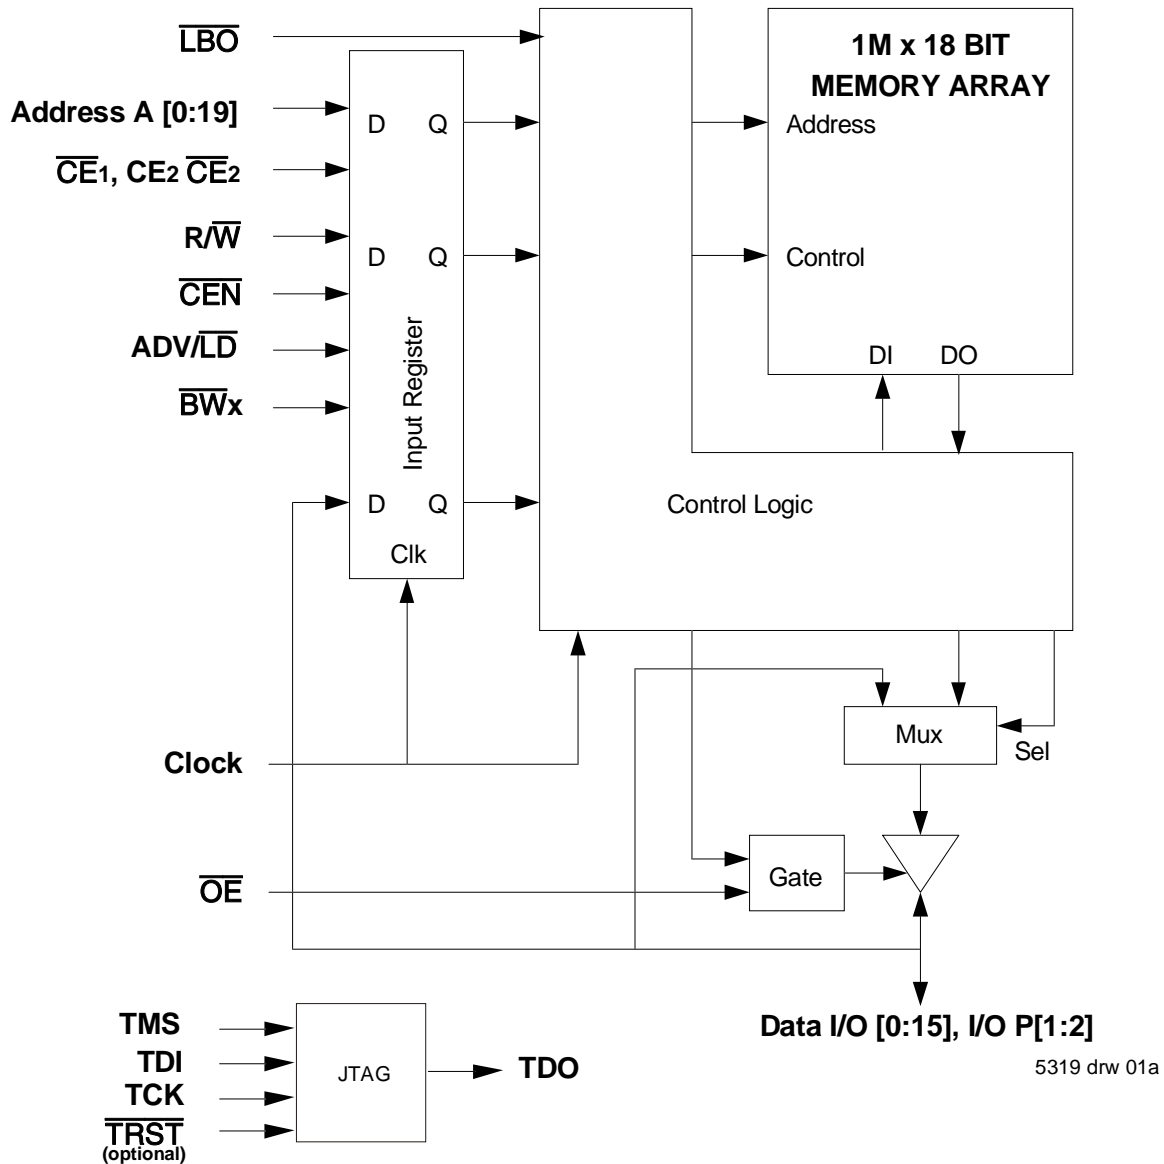 LBO
1M x 18 BIT
MEMORY ARRAY
Address A [0:19]
D Q
Address
CE1, CE2 CE2
R/W
D Q
Control
CEN
Input Register
ADV/LD
DI DO
BWx
D Q
Control Logic
Clk
Mux
Sel
Clock
Gate
OE
Data I/O [0:15], I/O P[1:2]
5319 drw 01a
TMS
TDI
JTAG
TDO
TCK
TRST
(optional)